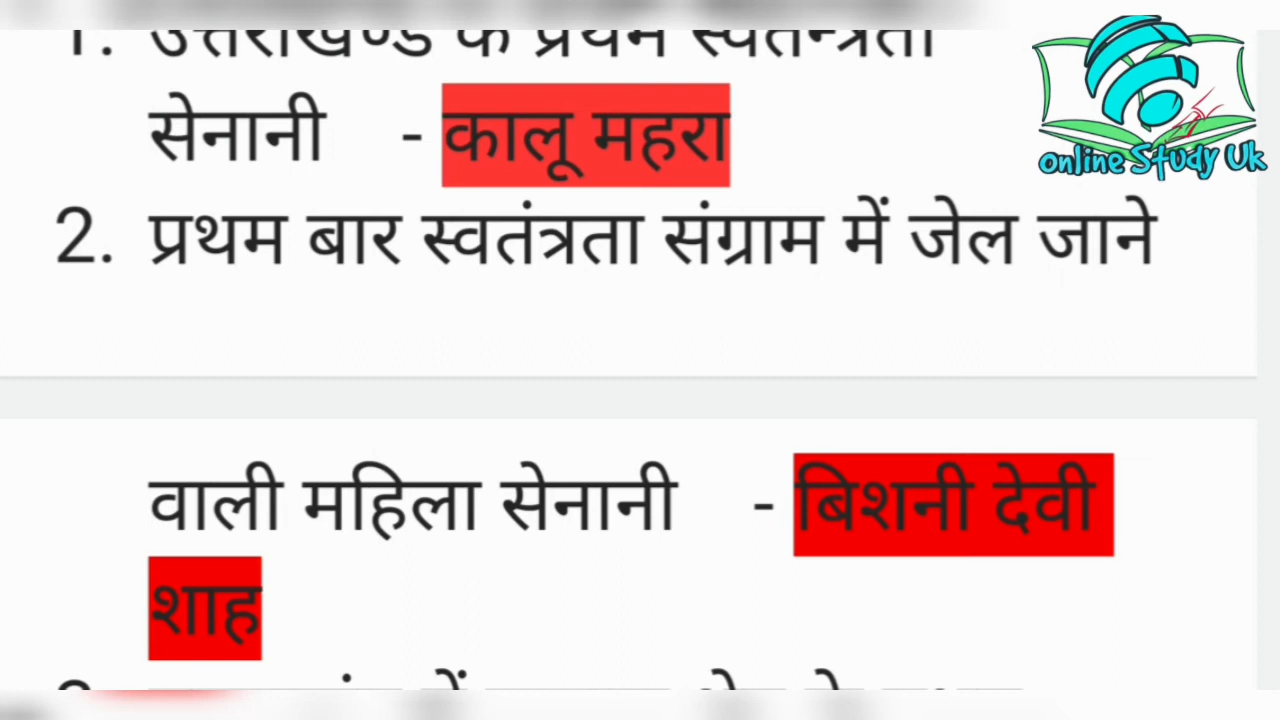 1. उत्तराखण्ड के प्रथम स्वतन्त्रता
सेनानी - कालू महरा
2. प्रथम बार स्वतंत्रता संग्राम में जेल जाने
वाली महिला सेनानी - बिशनी देवी
शाह
Online Study Uk